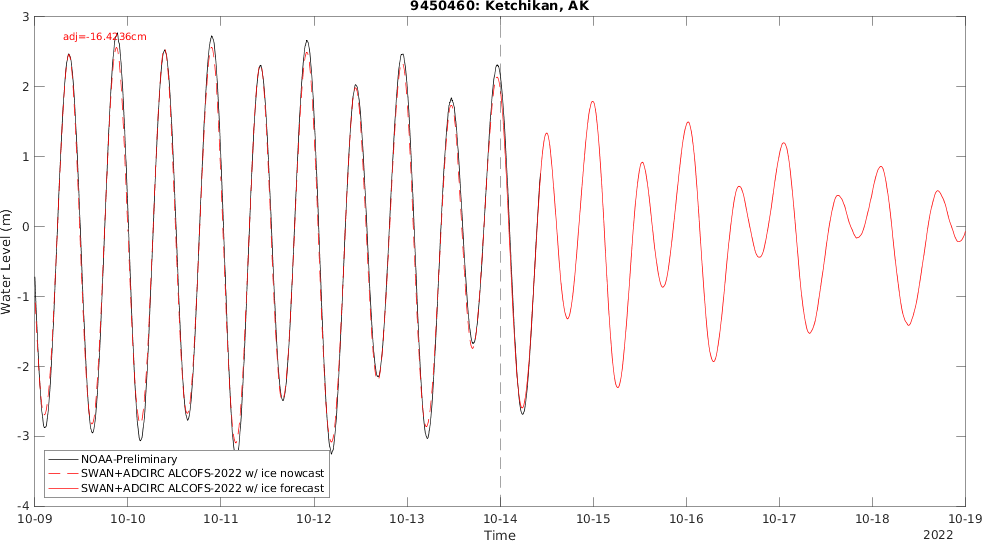 9450460: Ketchikan, AK
adj=-16.4236cm
3
2
1
0
-1
-2
-3
-4
Water Level (m)
NOAA-Preliminary
SWAN+ADCIRC ALCOFS-2022 w/ ice nowcast
SWAN+ADCIRC ALCOFS-2022 w/ ice forecast
10-09 10-10 10-11 10-12 10-13 10-14 10-15 10-16 10-17 10-18 10-19
Time
2022